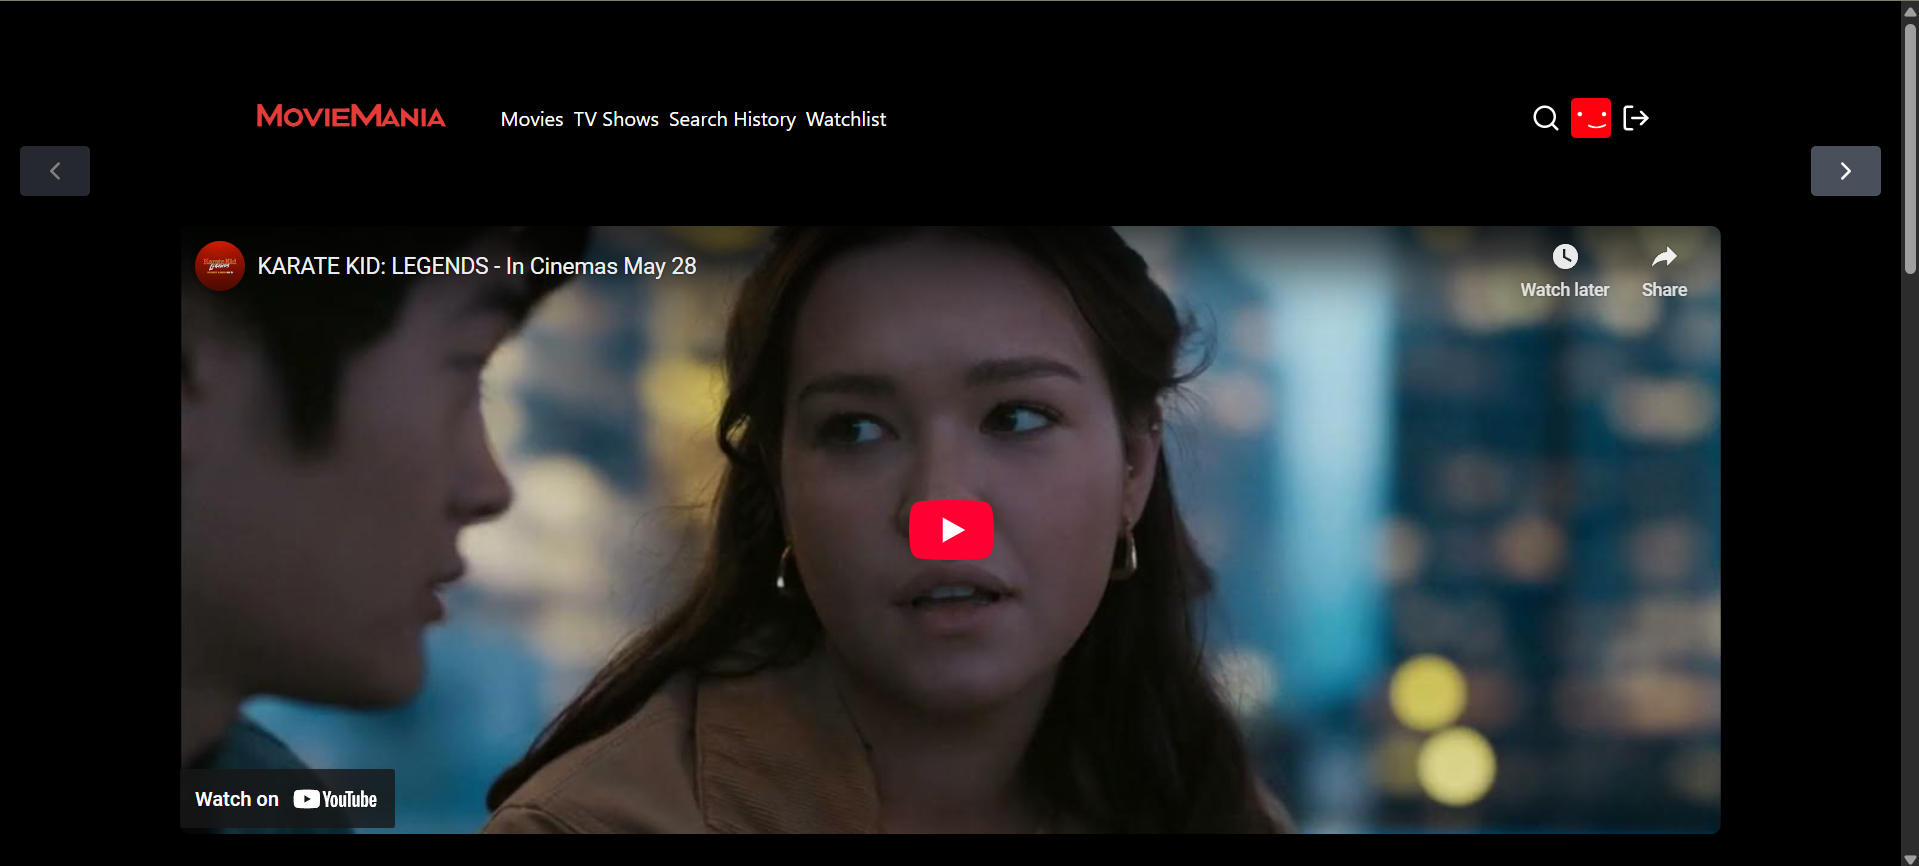 MovieMania
Movies TV Shows Search History Watchlist
KARATE KID: LEGENDS - In Cinemas May 28
Watch later
Share
Watch on YouTube